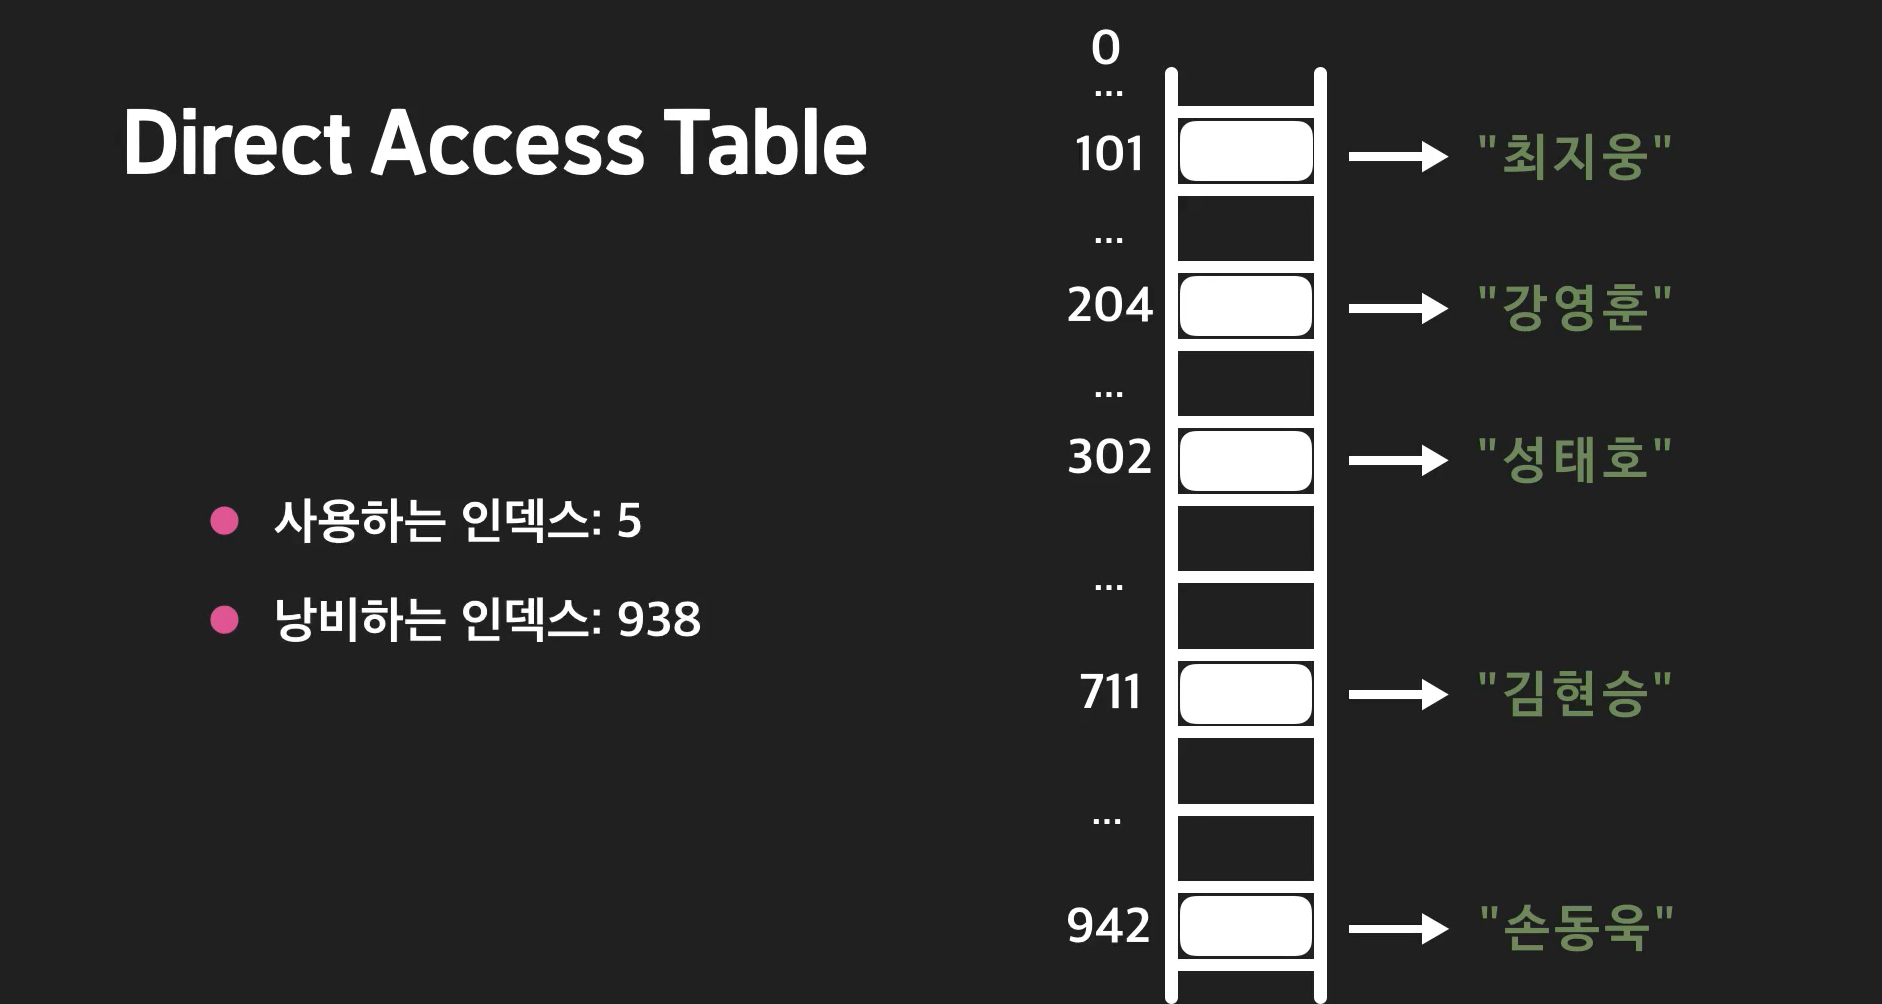 Direct Access Table
사용하는 인덱스: 5
낭비하는 인덱스: 938
0
...
101 "최지웅"
...
204 "강영훈"
...
302 "성태호"
...
711 "김현승"
...
942 "손동욱"